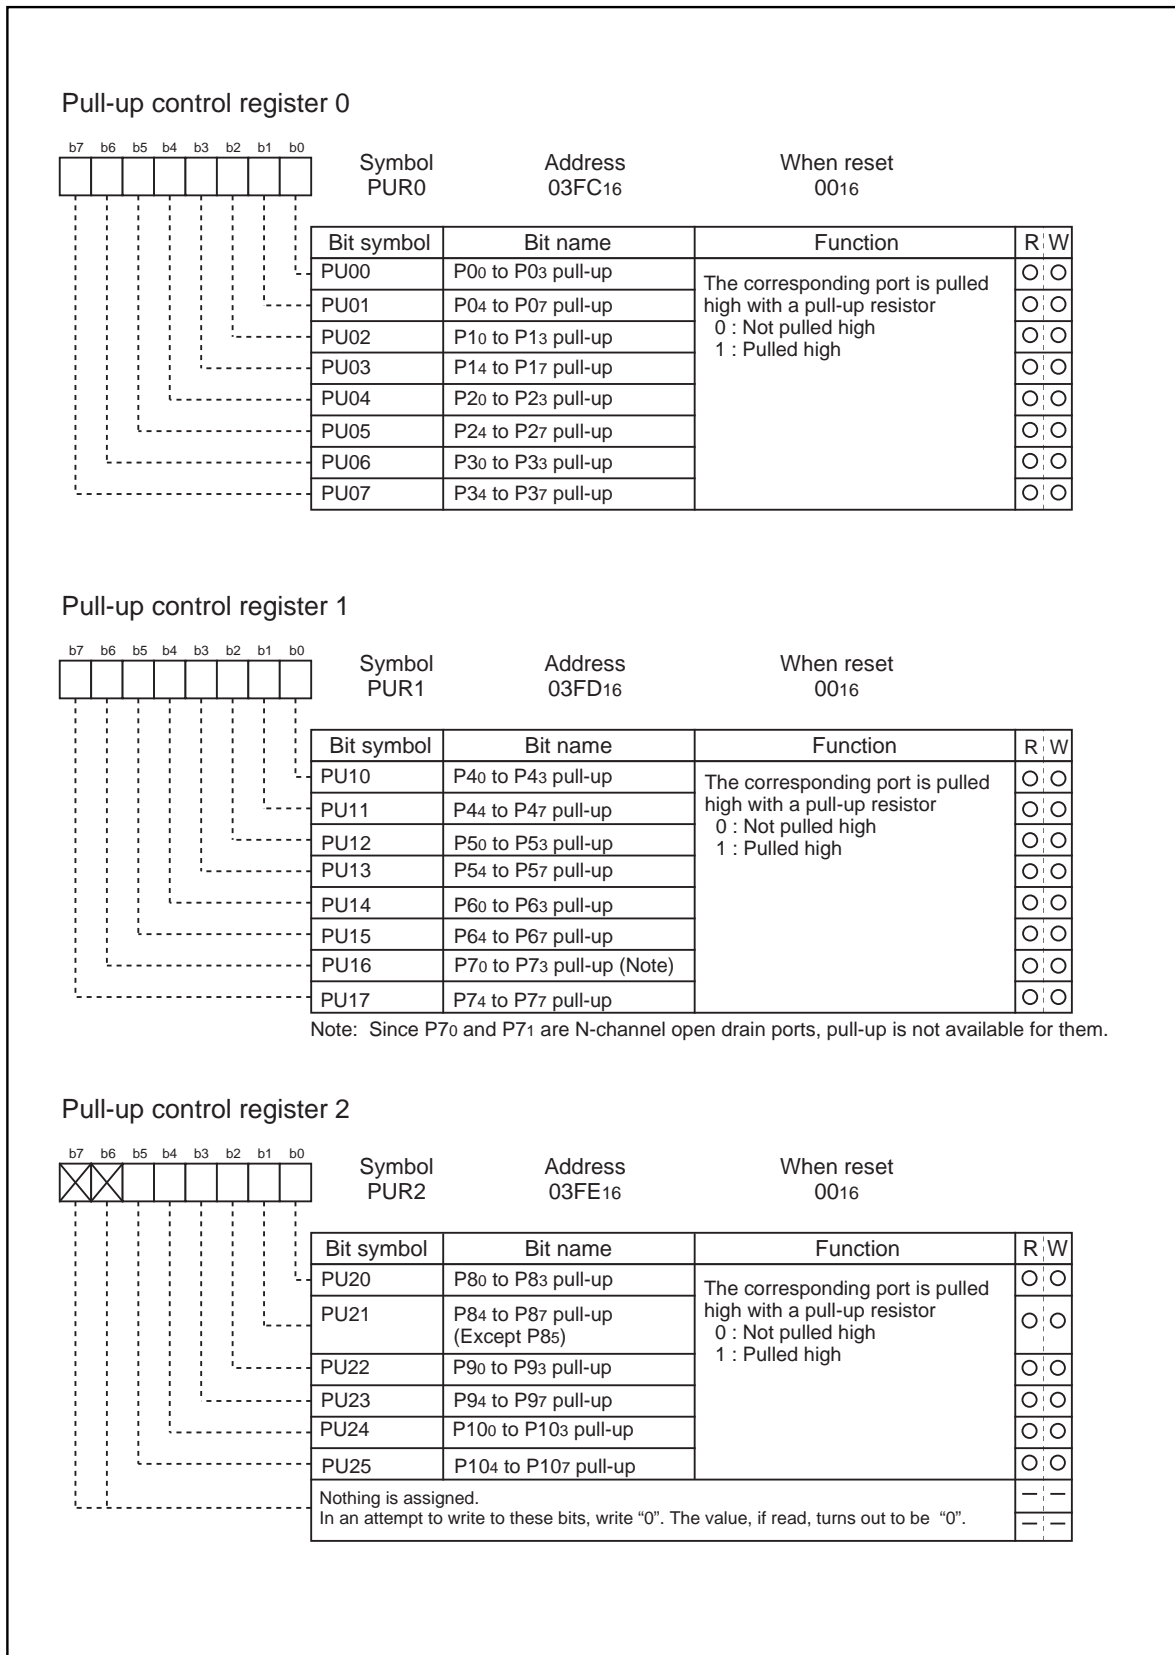 Pull-up control register 0
b7 b6 b5 b4 b3 b2 b1 b0
Symbol Address When reset
PUR0 03FC16 0016
Bit symbol Bit name Function R W
PU00 P00 to P03 pull-up The corresponding port is pulled
PU01 P04 to P07 pull-up high with a pull-up resistor
0 : Not pulled high
PU02 P10 to P13 pull-up
1 : Pulled high
PU03 P14 to P17 pull-up
PU04 P20 to P23 pull-up
PU05 P24 to P27 pull-up
PU06 P30 to P33 pull-up
PU07 P34 to P37 pull-up
Pull-up control register 1
b7 b6 b5 b4 b3 b2 b1 b0
Symbol Address When reset
PUR1 03FD16 0016
Bit symbol Bit name Function R W
PU10 P40 to P43 pull-up The corresponding port is pulled
PU11 P44 to P47 pull-up high with a pull-up resistor
0 : Not pulled high
PU12 P50 to P53 pull-up
1 : Pulled high
PU13 P54 to P57 pull-up
PU14 P60 to P63 pull-up
PU15 P64 to P67 pull-up
PU16 P70 to P73 pull-up (Note)
PU17 P74 to P77 pull-up
Note: Since P70 and P71 are N-channel open drain ports, pull-up is not available for them.
Pull-up control register 2
b7 b6 b5 b4 b3 b2 b1 b0
Symbol Address When reset
PUR2 03FE16 0016
Bit symbol Bit name Function R W
PU20 P80 to P83 pull-up The corresponding port is pulled
PU21 P84 to P87 pull-up high with a pull-up resistor
(Except P85) 0 : Not pulled high
1 : Pulled high
PU22 P90 to P93 pull-up
PU23 P94 to P97 pull-up
PU24 P100 to P103 pull-up
PU25 P104 to P107 pull-up
Nothing is assigned. – –
In an attempt to write to these bits, write “0”. The value, if read, turns out to be “0”. – –